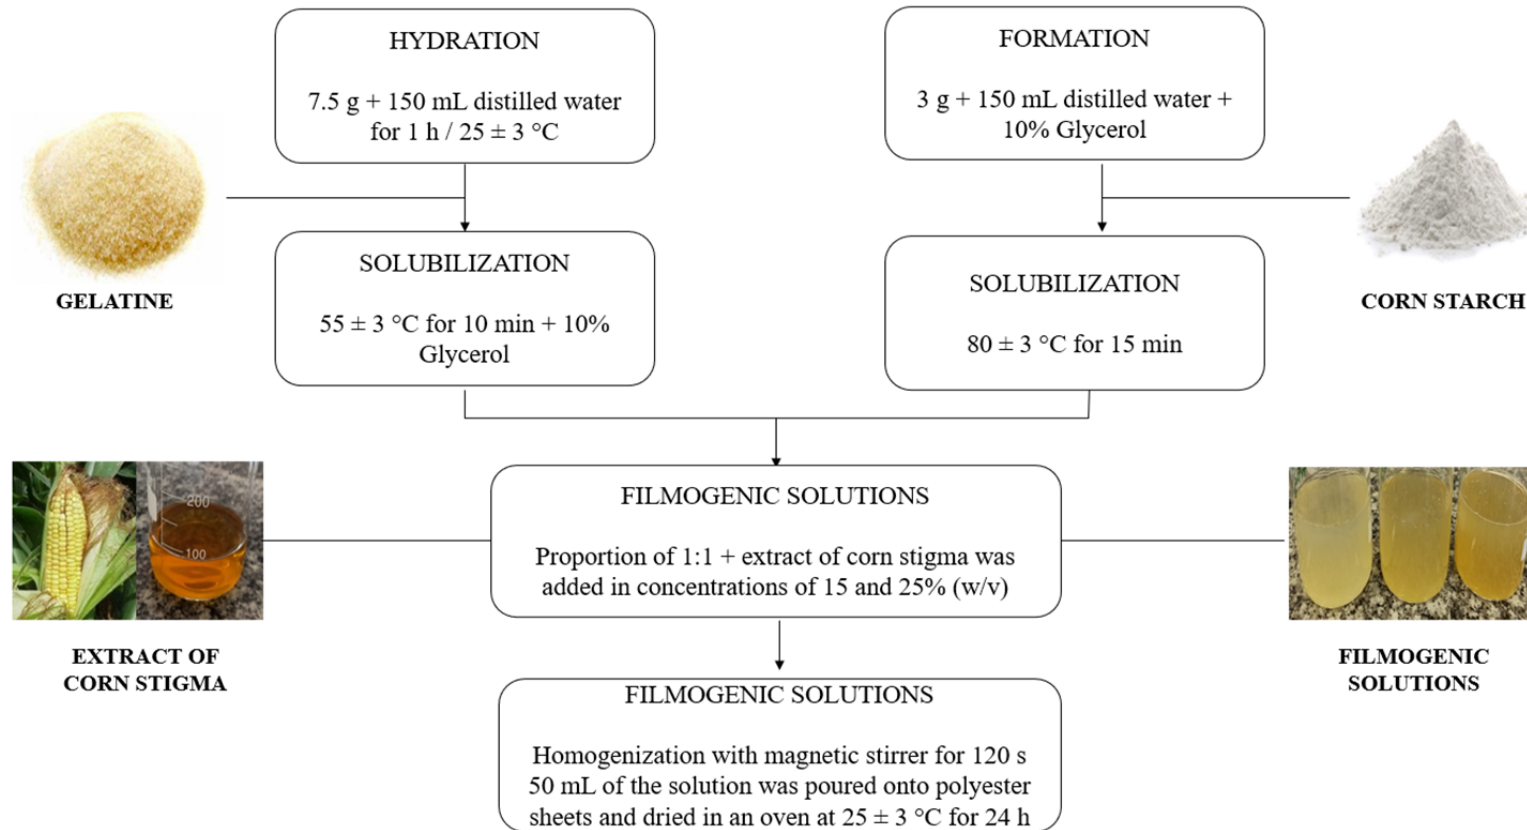 HYDRATION
7.5 g + 150 mL distilled water
for 1 h / 25 ± 3 °C
FORMATION
3 g + 150 mL distilled water +
10% Glycerol
GELATINE
SOLUBILIZATION
55 ± 3 °C for 10 min + 10%
Glycerol
SOLUBILIZATION
80 ± 3 °C for 15 min
CORN STARCH
200
100
EXTRACT OF
CORN STIGMA
FILMOGENIC SOLUTIONS
Proportion of 1:1 + extract of corn stigma was
added in concentrations of 15 and 25% (w/v)
FILMOGENIC
SOLUTIONS
FILMOGENIC SOLUTIONS
Homogenization with magnetic stirrer for 120 s
50 mL of the solution was poured onto polyester
sheets and dried in an oven at 25 ± 3 °C for 24 h